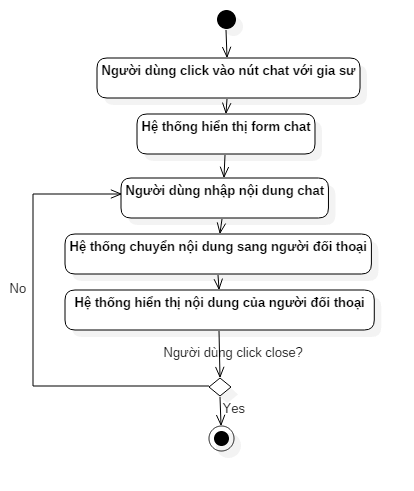 Người dùng click vào nút chat với gia sư
Hệ thống hiển thị form chat
Người dùng nhập nội dung chat
Hệ thống chuyển nội dung sang người đối thoại
No
Hệ thống hiển thị nội dung của người đối thoại
Người dùng click close?
Yes